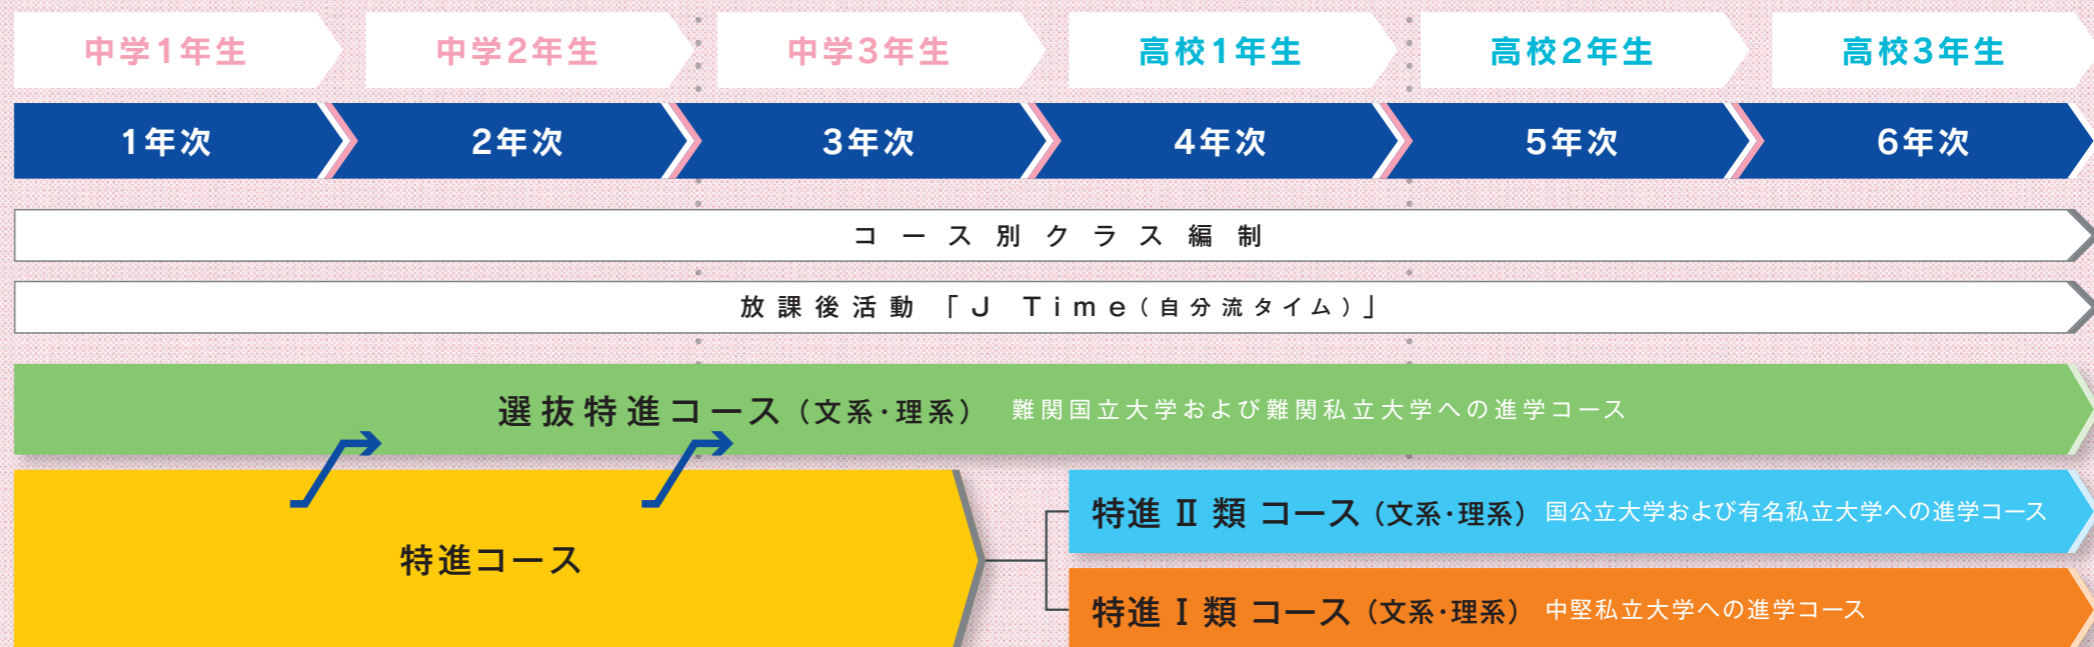 中学1年生 中学2年生 中学3年生 高校1年生 高校2年生 高校3年生
1年次 2年次 3年次 4年次 5年次 6年次
コース別クラス編制
放課後活動「J Time(自分流タイム)」
選抜特進コース(文系・理系) 難関国立大学および難関私立大学への進学コース
特進コース
特進 Ⅱ 類 コース(文系・理系) 国公立大学および有名私立大学への進学コース
特進 Ⅰ 類 コース(文系・理系) 中堅私立大学への進学コース